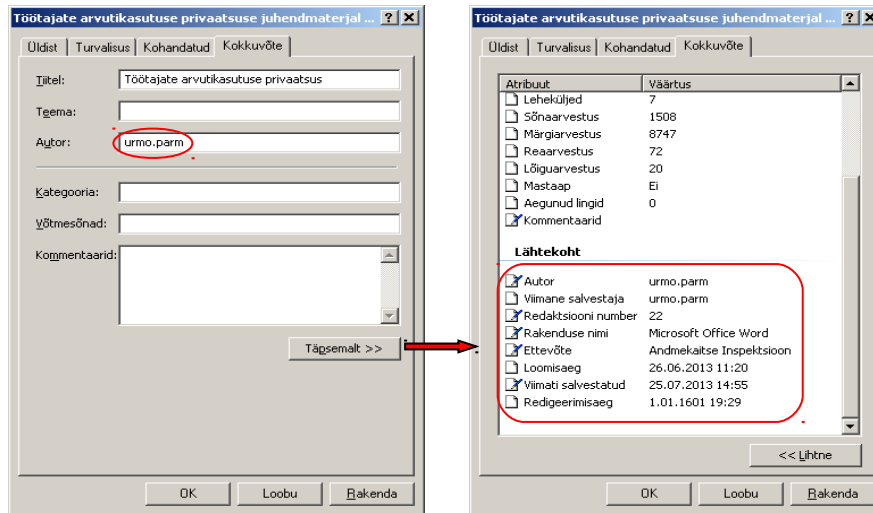 Töötajate arvutikasutuse privaatsuse juhendmaterjal ...
Üldist Turvalisus Kohandatud Kokkuvõte
Tiitel: Töötajate arvutikasutuse privaatsus
Teema:
Autor: urmo.parm
Kategooria:
Võtmesõnad:
Kommentaarid:
Täpsemalt >>
OK Loobu Rakenda
Töötajate arvutikasutuse privaatsuse juhendmaterjal ...
Üldist Turvalisus Kohandatud Kokkuvõte
Atribuut Väärtus
Leheküljed 7
Sõnaarvestus 1508
Märgiarvestus 8747
Reaarvestus 72
Lõiguarvestus 20
Mastaap Ei
Aegunud lingid 0
Kommentaarid
Lähtekoht
Autor urmo.parm
Viimane salvestaja urmo.parm
Redaktsiooni number 22
Rakenduse nimi Microsoft Office Word
Ettevõte Andmekaitse Inspektsioon
Loomisaeg 26.06.2013 11:20
Viimati salvestatud 25.07.2013 14:55
Redigeerimisaeg 1.01.1601 19:29
<< Lihtne
OK Loobu Rakenda